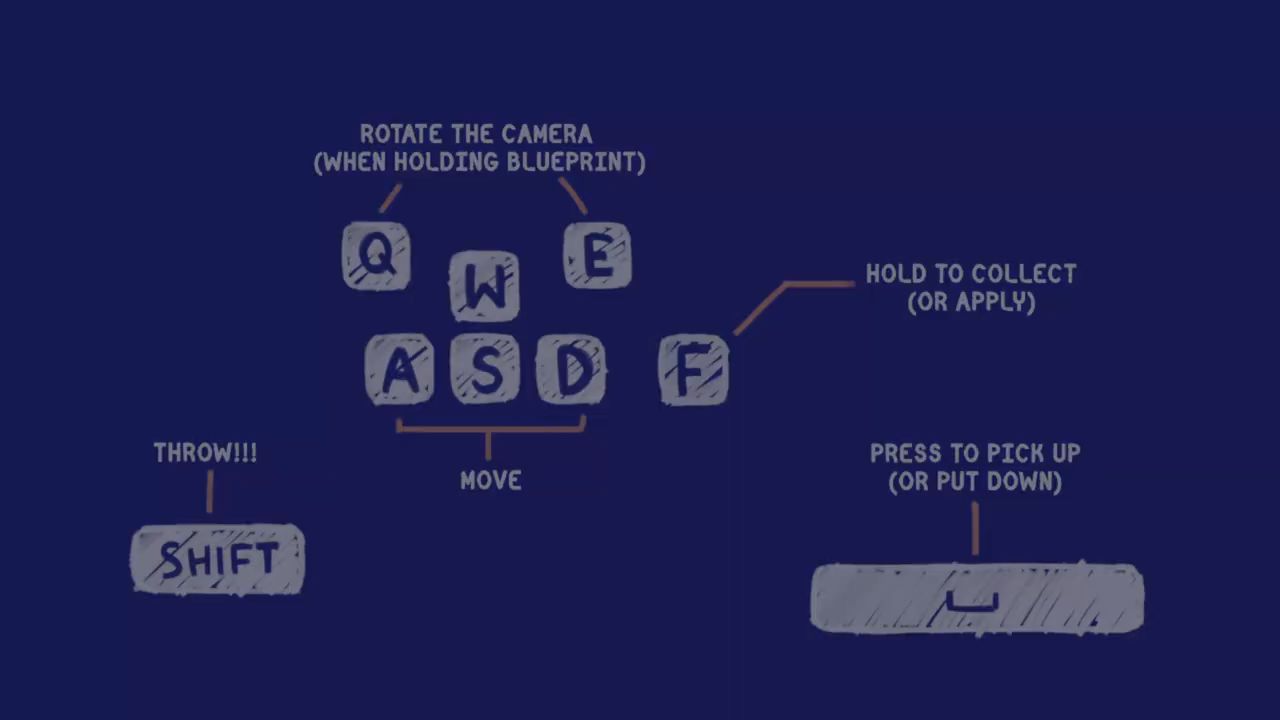 ROTATE THE CAMERA
(WHEN HOLDING BLUEPRINT)
Q
W
E
HOLD TO COLLECT
(OR APPLY)
A
S
D
F
THROW!!!
MOVE
PRESS TO PICK UP
(OR PUT DOWN)
SHIFT